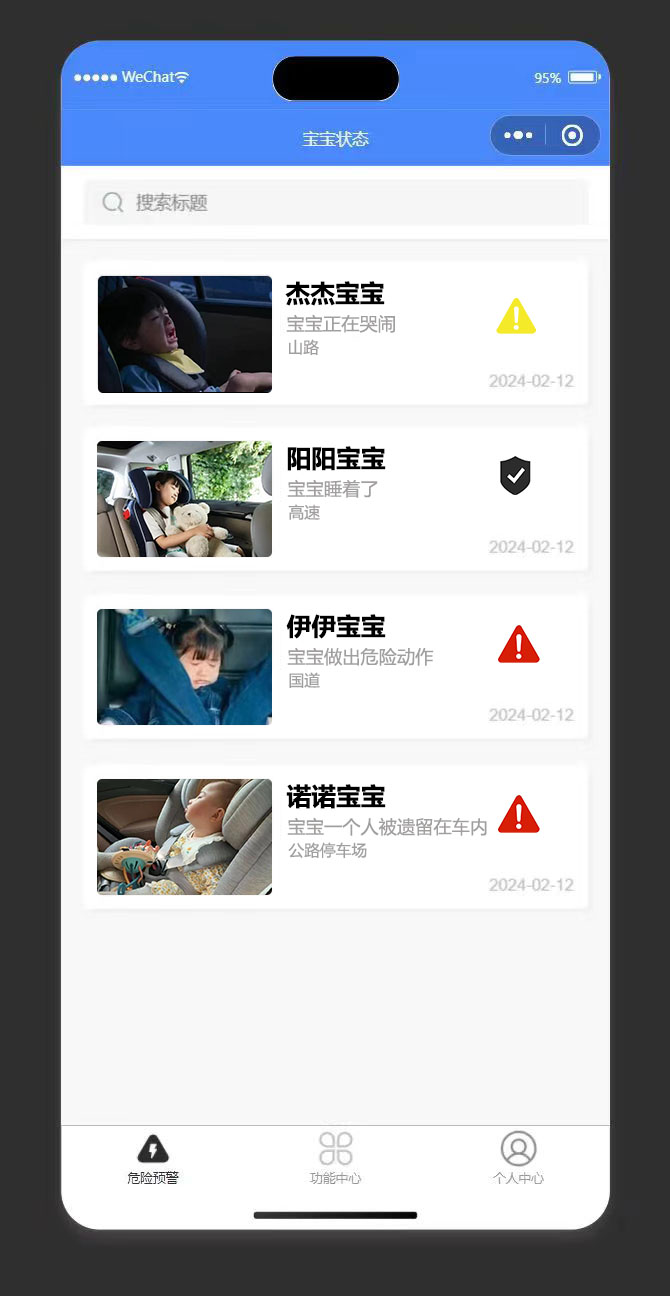 WeChat
95%
宝宝状态
搜索标题
杰杰宝宝
宝宝正在哭闹
山路
2024-02-12
阳阳宝宝
宝宝睡着了
高速
2024-02-12
伊伊宝宝
宝宝做出危险动作
国道
2024-02-12
诺诺宝宝
宝宝一个人被遗留在车内
公路停车场
2024-02-12
危险预警
功能中心
个人中心